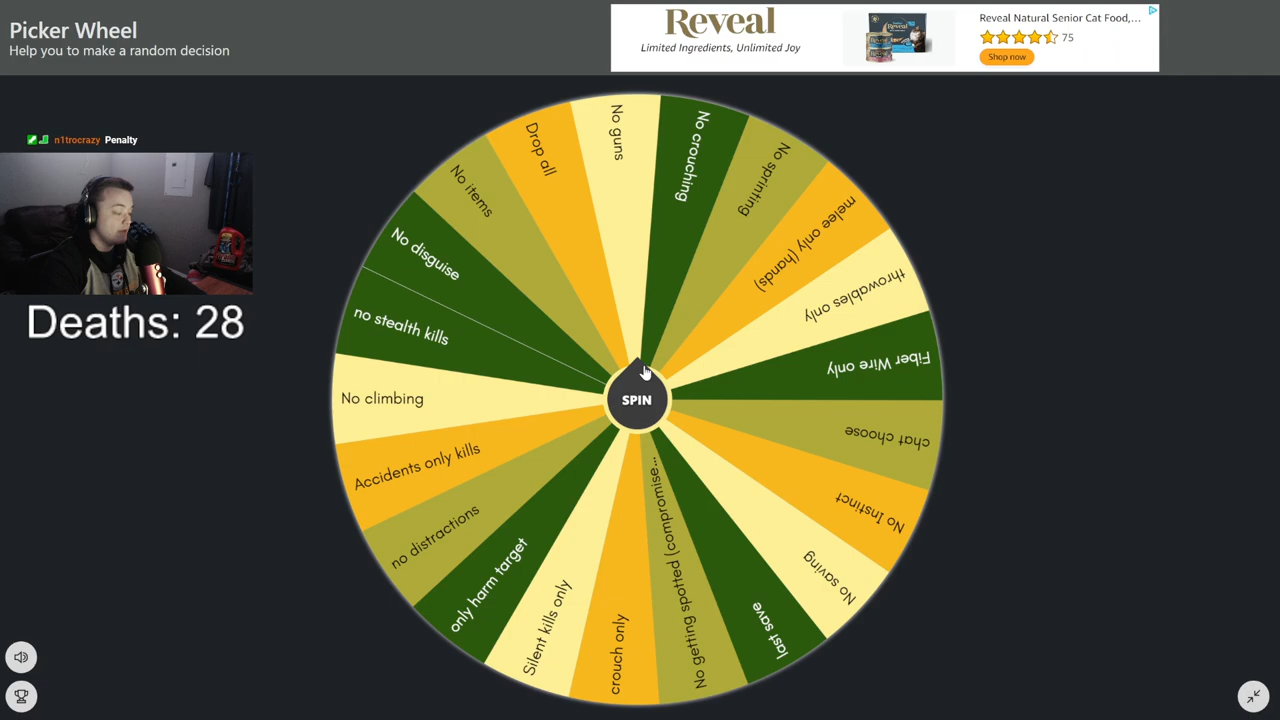 Picker Wheel
Help you to make a random decision
Reveal
Limited Ingredients, Unlimited Joy
Reveal Natural Senior Cat Food,...
75
Shop now
n1trocrazy Penalty
Deaths: 28
No guns
No crouching
No sprinting
melee only (hands)
throwables only
Fiber Wire only
chat choose
No Instinct
No saving
last save
No getting spotted (compromise...
crouch only
Silent kills only
only harm target
no distractions
Accidents only kills
No climbing
no stealth kills
No disguise
No items
Drop all
SPIN